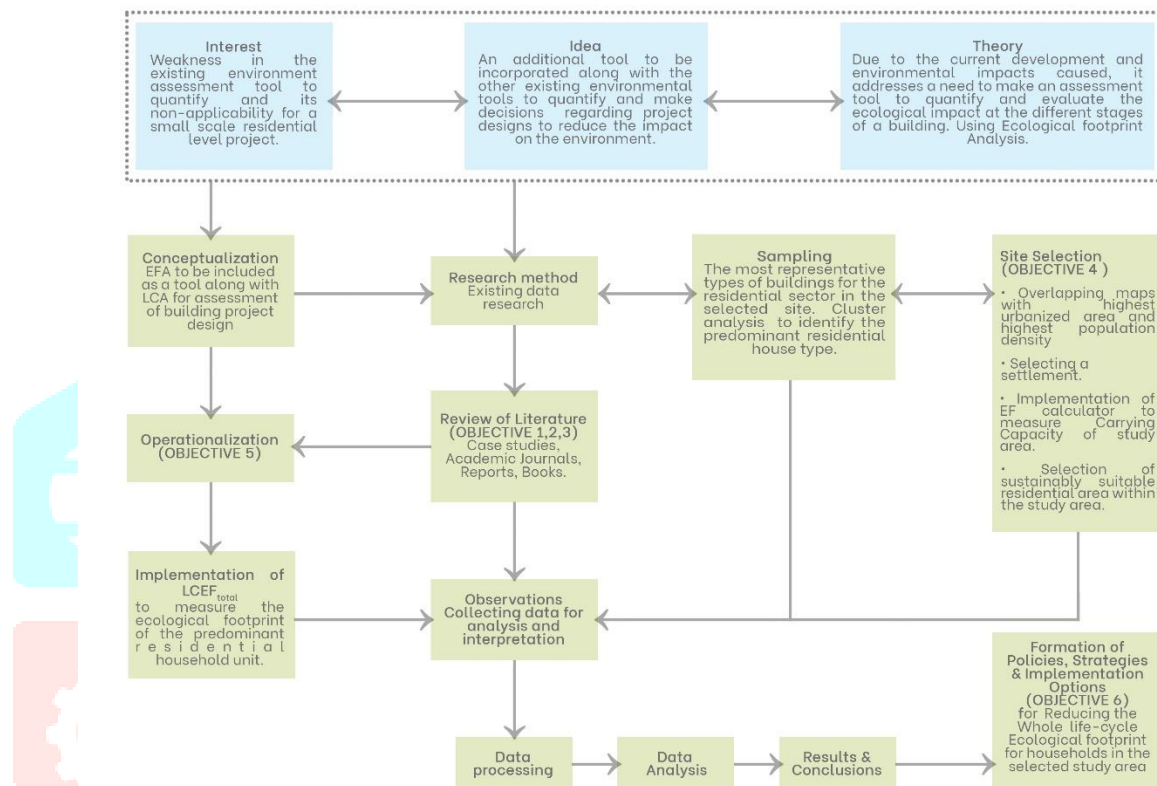 Interest
Weakness in the
existing environment
assessment tool to
quantify and its
non-applicability for a
small scale residential
level project.
Idea
An additional tool to be
incorporated along with the
other existing environmental
tools to quantify and make
decisions regarding project
designs to reduce the impact
on the environment.
Theory
Due to the current development and
environmental impacts caused, it
addresses a need to make an assessment
tool to quantify and evaluate the
ecological impact at the different stages
of a building. Using Ecological footprint
Analysis.
Conceptualization
EFA to be included
as a tool along with
LCA for assessment
of building project
design
Research method
Existing data
research
Sampling
The most representative
types of buildings for the
residential sector in the
selected site. Cluster
analysis to identify the
predominant residential
house type.
Site Selection
(OBJECTIVE 4 )
• Overlapping maps
with highest
urbanized area and
highest population
density
• Selecting a
settlement.
• Implementation of
EF calculator to
measure Carrying
Capacity of study
area.
• Selection of
sustainably suitable
residential area within
the study area.
Operationalization
(OBJECTIVE 5)
Review of Literature
(OBJECTIVE 1,2,3)
Case studies,
Academic Journals,
Reports, Books.
Implementation of
LCEF total
to measure the
ecological footprint
of the predominant
residential
household unit.
Observations
Collecting data for
analysis and
interpretation
Formation of
Policies, Strategies
& Implementation
Options
(OBJECTIVE 6)
for Reducing the
Whole life-cycle
Ecological footprint
for households in the
selected study area
Data
processing
Data
Analysis
Results &
Conclusions